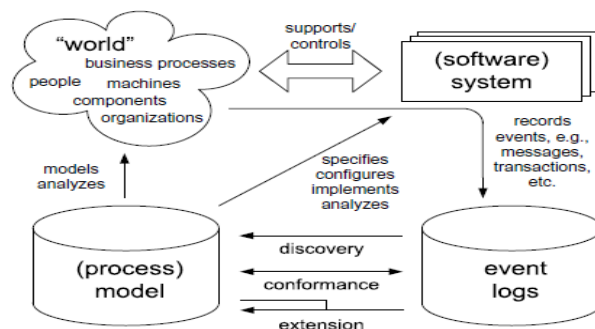 “world”
business processes
people
machines
components
organizations
supports/
controls
(software)
system
models
analyzes
specifies
configures
implements
analyzes
records
events, e.g.,
messages,
transactions,
etc.
(process)
model
discovery
conformance
extension
event
logs